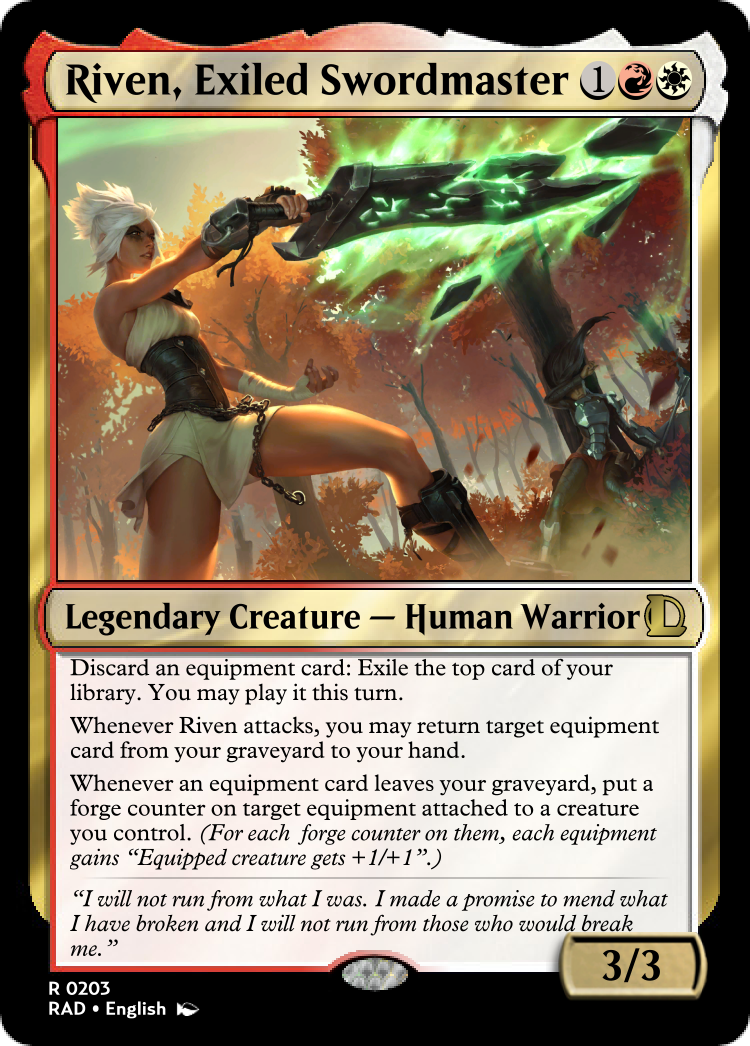 Riven, Exiled Swordmaster 1
Legendary Creature — Human Warrior
Discard an equipment card: Exile the top card of your
library. You may play it this turn.
Whenever Riven attacks, you may return target equipment
card from your graveyard to your hand.
Whenever an equipment card leaves your graveyard, put a
forge counter on target equipment attached to a creature
you control. (For each  forge counter on them, each equipment
gains “Equipped creature gets +1/+1”.)
“I will not run from what I was. I made a promise to mend what
I have broken and I will not run from those who would break
me.”
3/3
R 0203
RAD • English